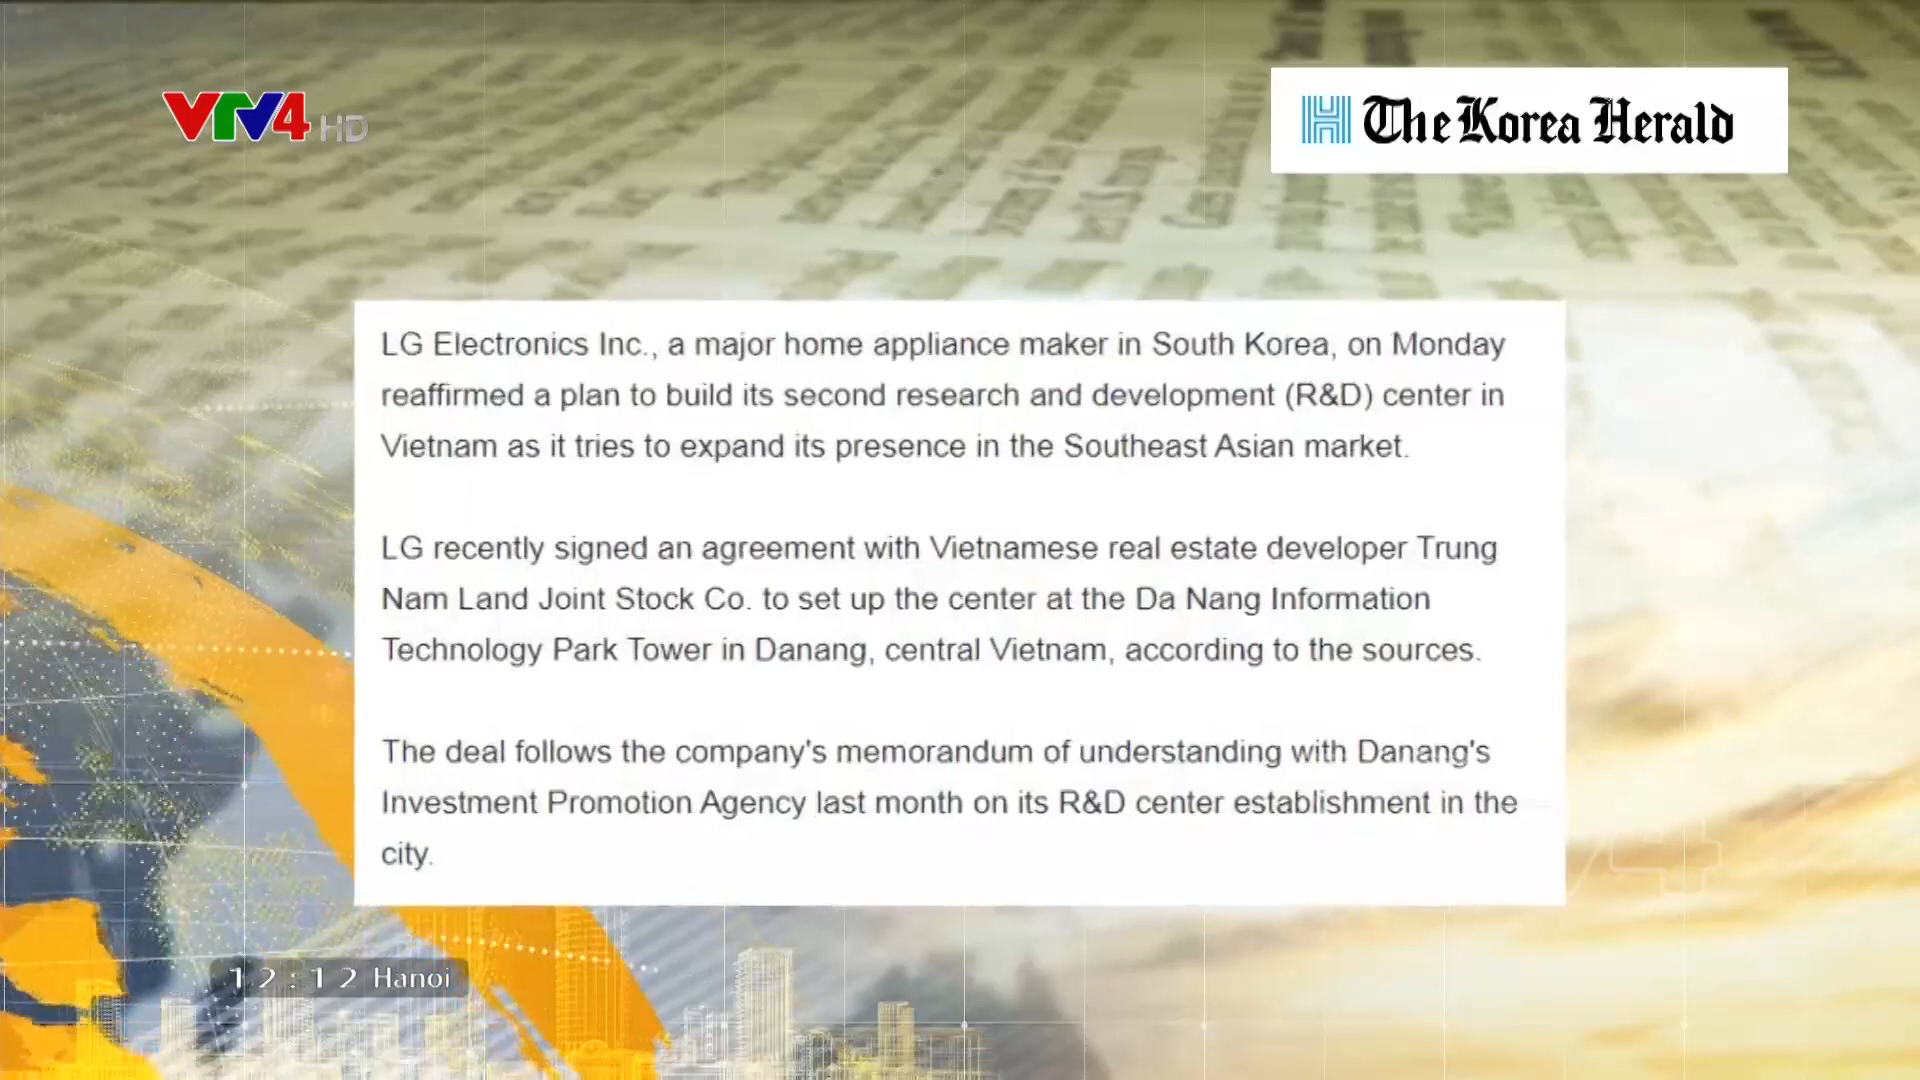 VTV4 HD
The Korea Herald
LG Electronics Inc., a major home appliance maker in South Korea, on Monday
reaffirmed a plan to build its second research and development (R&D) center in
Vietnam as it tries to expand its presence in the Southeast Asian market.
LG recently signed an agreement with Vietnamese real estate developer Trung
Nam Land Joint Stock Co. to set up the center at the Da Nang Information
Technology Park Tower in Danang, central Vietnam, according to the sources.
The deal follows the company's memorandum of understanding with Danang's
Investment Promotion Agency last month on its R&D center establishment in the
city.
12:12 Hanoi